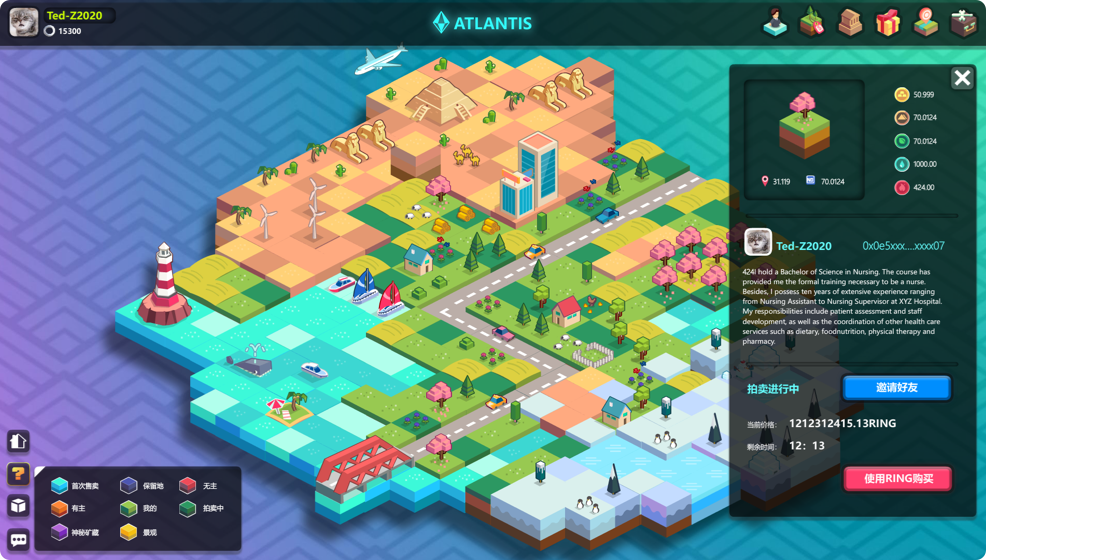 Ted-Z2020
15300
ATLANTIS
50.999
70.0124
70.0124
1000.00
424.00
31.119
70.0124
Ted-Z2020
0x0e5xxx....xxxx07
424I hold a Bachelor of Science in Nursing. The course has
provided me the formal training necessary to be a nurse.
Besides, I possess ten years of extensive experience ranging
from Nursing Assistant to Nursing Supervisor at XYZ Hospital.
My responsibilities include patient assessment and staff
development, as well as the coordination of other health care
services such as dietary, foodnutrition, physical therapy and
pharmacy.
拍卖进行中
邀请好友
当前价格: 1212312415.13RING
剩余时间: 12: 13
使用RING购买
首次售卖
保留地
无主
有主
我的
拍卖中
神秘矿藏
景观